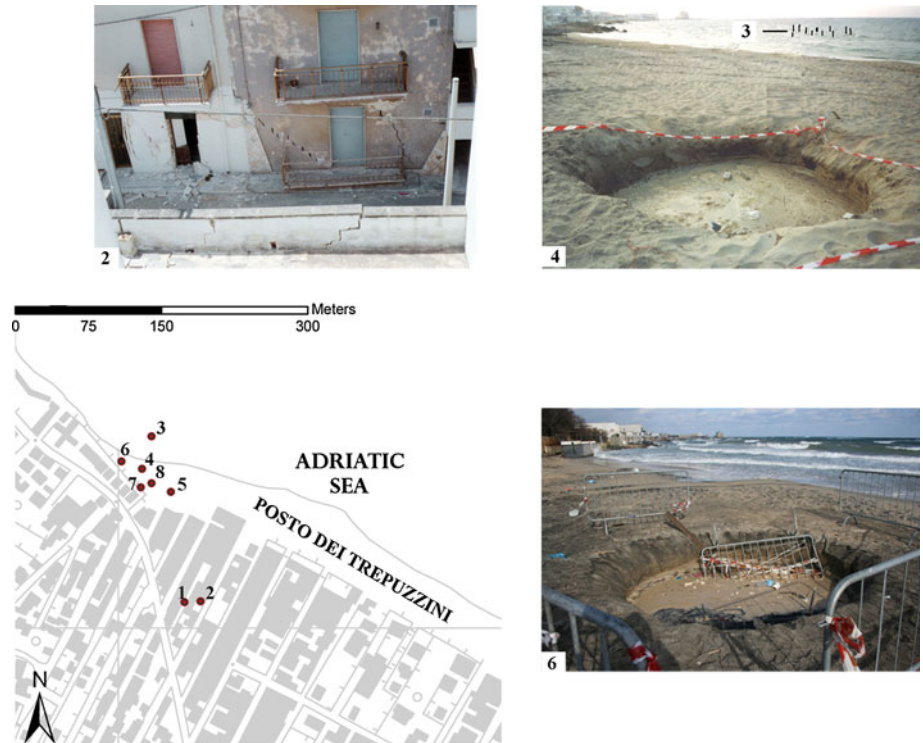 2
3
4
Meters
0 75 150 300
3
6 4
8
7 5
ADRIATIC
SEA
POSTO DEI TREPUZZINI
1 2
N
6